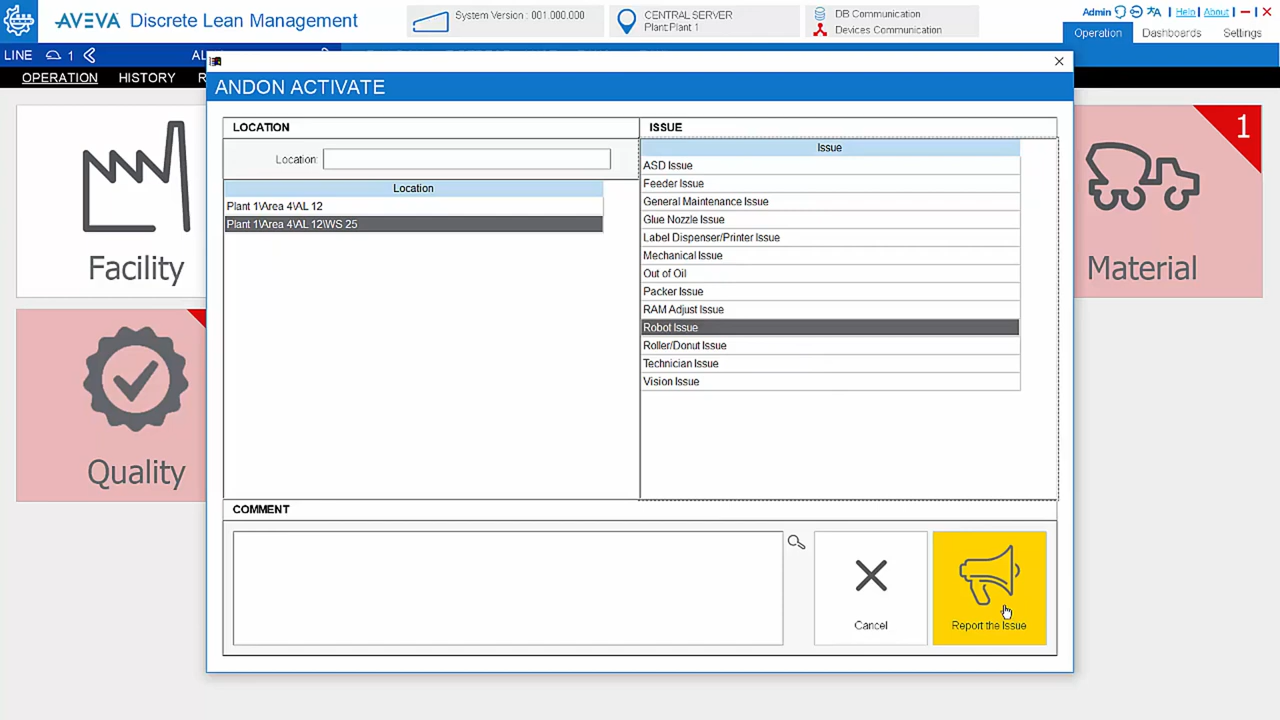 AVEVA Discrete Lean Management
System Version : 001.000.000
CENTRAL SERVER
Plant Plant 1
DB Communication
Devices Communication
Admin
Help
About
Operation
Dashboards
Settings
LINE
1
AL
OPERATION
HISTORY
R
ANDON ACTIVATE
LOCATION
Location:
Location
Plant 1\Area 4\AL 12
Plant 1\Area 4\AL 12\WS 25
ISSUE
Issue
ASD Issue
Feeder Issue
General Maintenance Issue
Glue Nozzle Issue
Label Dispenser/Printer Issue
Mechanical Issue
Out of Oil
Packer Issue
RAM Adjust Issue
Robot Issue
Roller/Donut Issue
Technician Issue
Vision Issue
COMMENT
Cancel
Report the Issue
Facility
Quality
1
Material